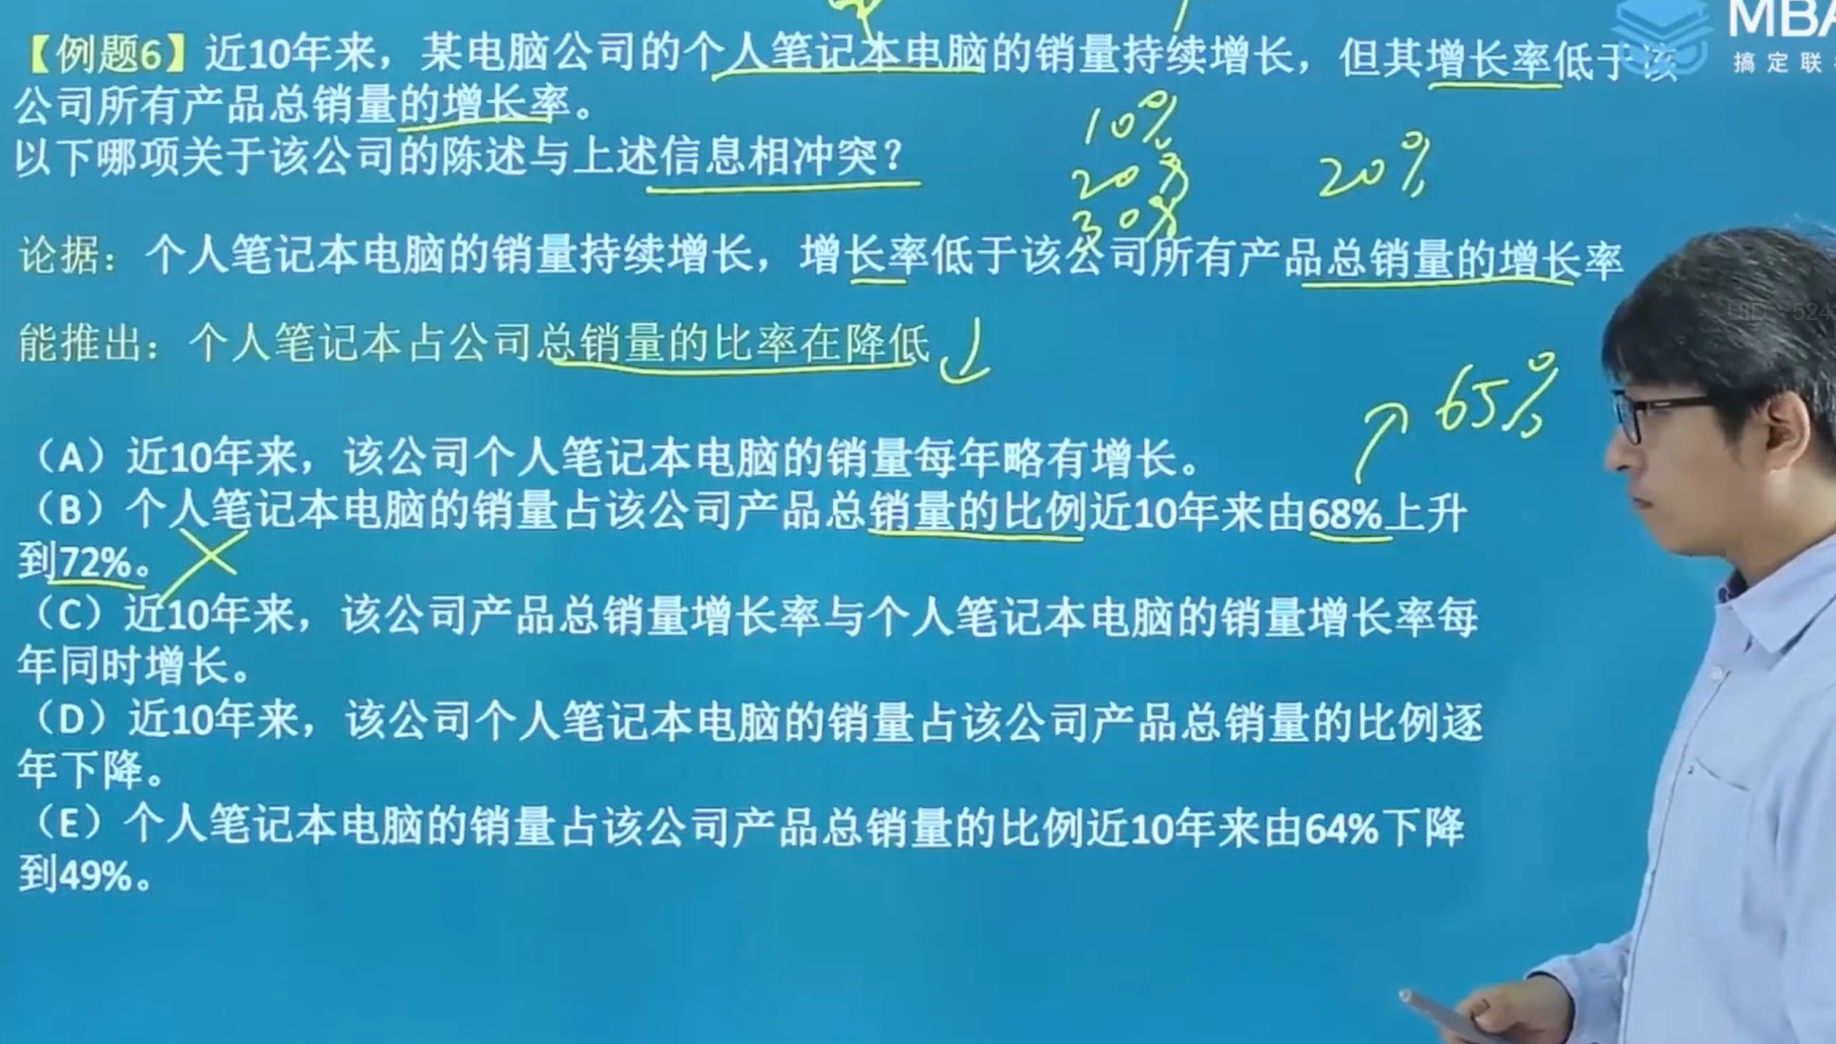 MBA
搞定联
【例题6】近10年来，某电脑公司的个人笔记本电脑的销量持续增长，但其增长率低于该
公司所有产品总销量的增长率。
以下哪项关于该公司的陈述与上述信息相冲突？
10%
20%
30%
20%
论据：个人笔记本电脑的销量持续增长，增长率低于该公司所有产品总销量的增长率
UID
524
能推出：个人笔记本占公司总销量的比率在降低
65%
（A）近10年来，该公司个人笔记本电脑的销量每年略有增长。
（B）个人笔记本电脑的销量占该公司产品总销量的比例近10年来由68%上升
到72%。
（C）近10年来，该公司产品总销量增长率与个人笔记本电脑的销量增长率每
年同时增长。
（D）近10年来，该公司个人笔记本电脑的销量占该公司产品总销量的比例逐
年下降。
（E）个人笔记本电脑的销量占该公司产品总销量的比例近10年来由64%下降
到49%。